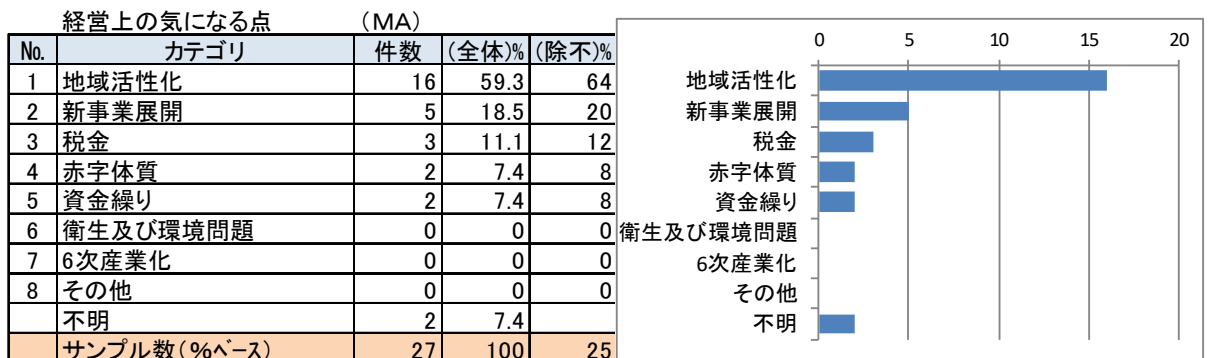 経営上の気になる点 (MA)
No. カテゴリ 件数 (全体)% (除不)%
1 地域活性化 16 59.3 64
2 新事業展開 5 18.5 20
3 税金 3 11.1 12
4 赤字体質 2 7.4 8
5 資金繰り 2 7.4 8
6 衛生及び環境問題 0 0 0
7 6次産業化 0 0 0
8 その他 0 0 0
不明 2 7.4
サンプル数(%ベース) 27 100 25
0 5 10 15 20
地域活性化
新事業展開
税金
赤字体質
資金繰り
衛生及び環境問題
6次産業化
その他
不明